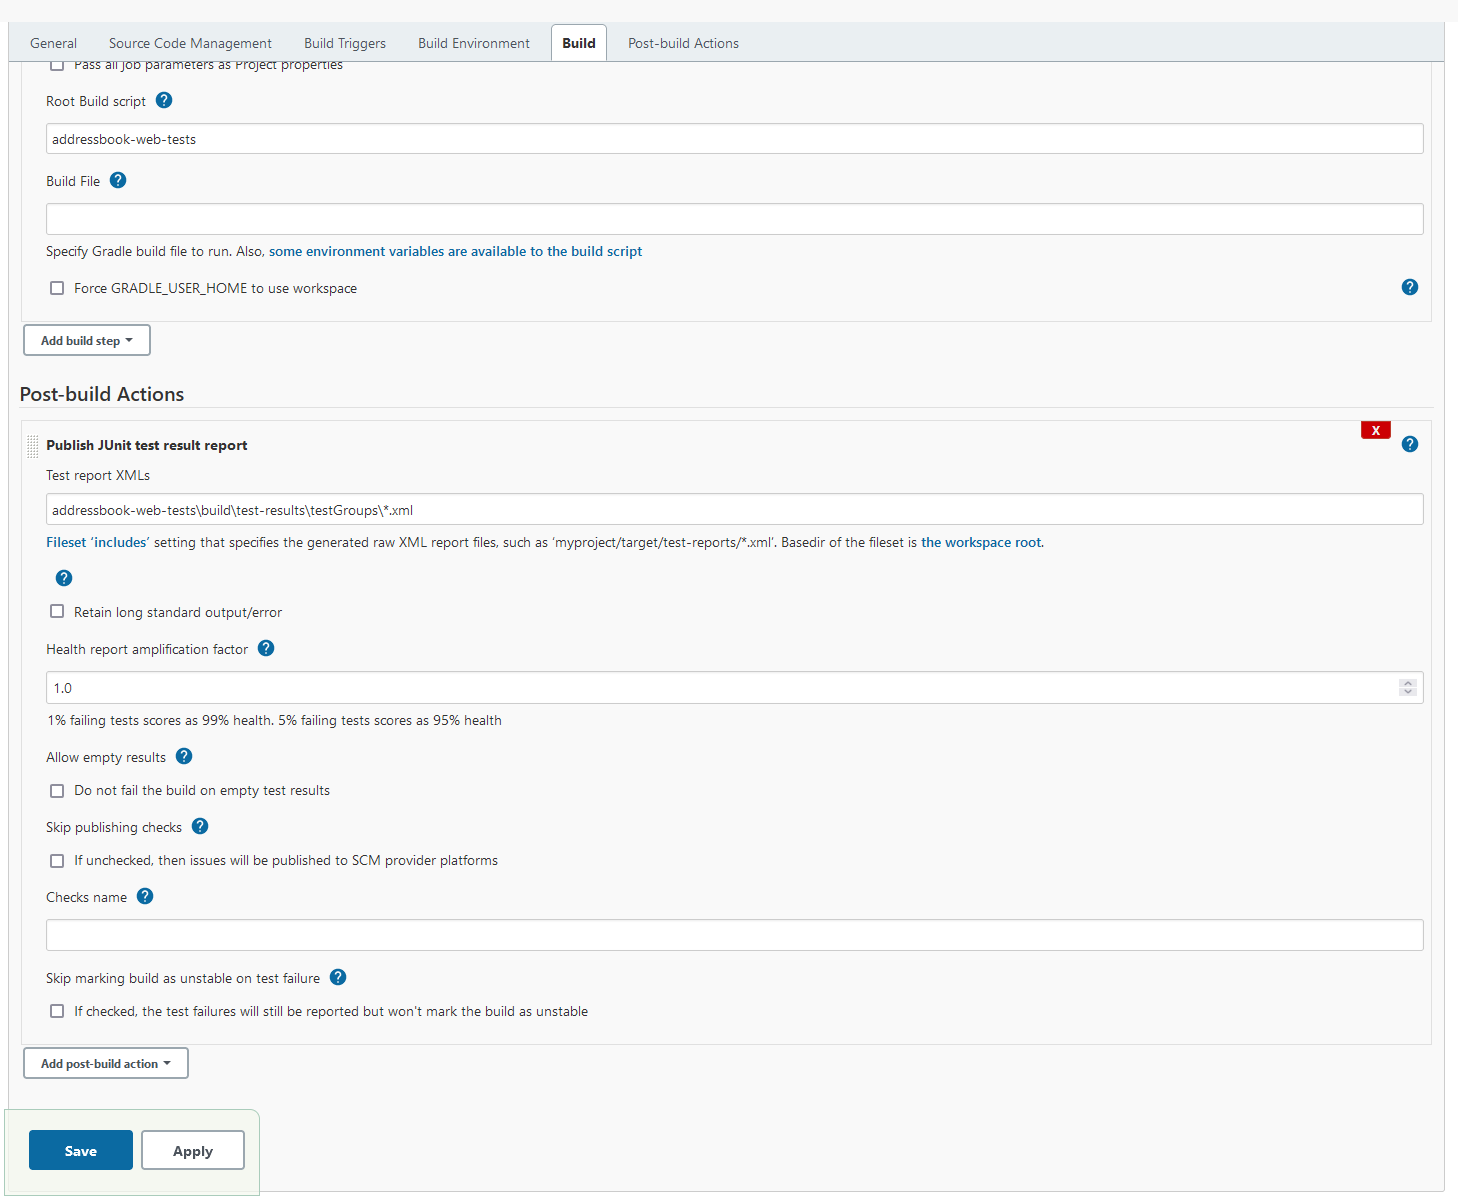 General Source Code Management Build Triggers Build Environment Build Post-build Actions
Pass all job parameters as Project properties
Root Build script ?
addressbook-web-tests
Build File ?
Specify Gradle build file to run. Also, some environment variables are available to the build script
Force GRADLE_USER_HOME to use workspace ?
Add build step
Post-build Actions
X
Publish JUnit test result report ?
Test report XMLs
addressbook-web-tests\build\test-results\testGroups\*.xml
Fileset ‘includes’ setting that specifies the generated raw XML report files, such as ‘myproject/target/test-reports/*.xml’. Basedir of the fileset is the workspace root.
?
Retain long standard output/error
Health report amplification factor ?
1.0
1% failing tests scores as 99% health. 5% failing tests scores as 95% health
Allow empty results ?
Do not fail the build on empty test results
Skip publishing checks ?
If unchecked, then issues will be published to SCM provider platforms
Checks name ?
Skip marking build as unstable on test failure ?
If checked, the test failures will still be reported but won't mark the build as unstable
Add post-build action
Save Apply